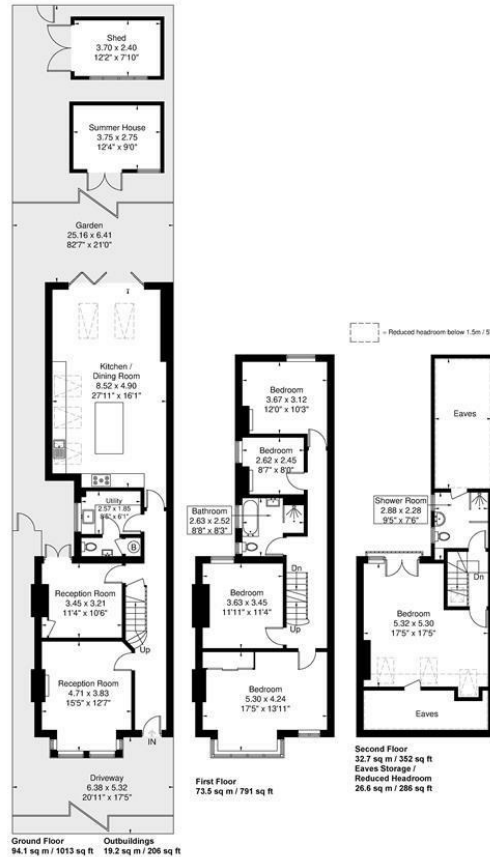 Shed
3.70 x 2.40
12'2" x 7'10"
Summer House
3.75 x 2.75
12'4" x 9'0"
Garden
25.16 x 6.41
82'7" x 21'0"
Kitchen /
Dining Room
8.52 x 4.90
27'11" x 16'1"
Utility
2.57 x 1.85
8'5" x 6'1"
B
Reception Room
3.45 x 3.21
11'4" x 10'6"
Up
Reception Room
4.71 x 3.83
15'5" x 12'7"
IN
Driveway
6.38 x 5.32
20'11" x 17'5"
Ground Floor
94.1 sq m / 1013 sq ft
Outbuildings
19.2 sq m / 206 sq ft
Bedroom
3.67 x 3.12
12'0" x 10'3"
Bedroom
2.62 x 2.45
8'7" x 8'0"
Bathroom
2.63 x 2.52
8'8" x 8'3"
Bedroom
3.63 x 3.45
11'11" x 11'4"
Dn
Up
Bedroom
5.30 x 4.24
17'5" x 13'11"
First Floor
73.5 sq m / 791 sq ft
= Reduced headroom below 1.5m / 5'
Eaves
Shower Room
2.88 x 2.28
9'5" x 7'6"
Dn
Bedroom
5.32 x 5.30
17'5" x 17'5"
Eaves
Second Floor
32.7 sq m / 352 sq ft
Eaves Storage /
Reduced Headroom
26.6 sq m / 286 sq ft